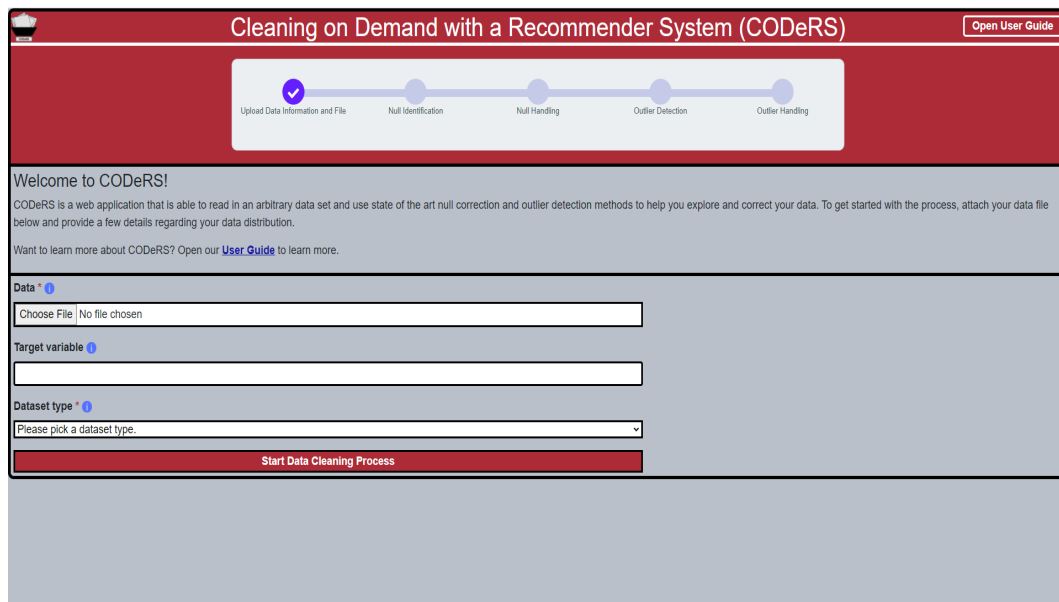 Cleaning on Demand with a Recommender System (CODeRS)
Open User Guide
Upload Data Information and File
Null Identification
Null Handling
Outlier Detection
Outlier Handling
Welcome to CODeRS!
CODeRS is a web application that is able to read in an arbitrary data set and use state of the art null correction and outlier detection methods to help you explore and correct your data. To get started with the process, attach your data file
below and provide a few details regarding your data distribution.
Want to learn more about CODeRS? Open our User Guide to learn more.
Data *
Choose File No file chosen
Target variable
Dataset type *
Please pick a dataset type.
Start Data Cleaning Process